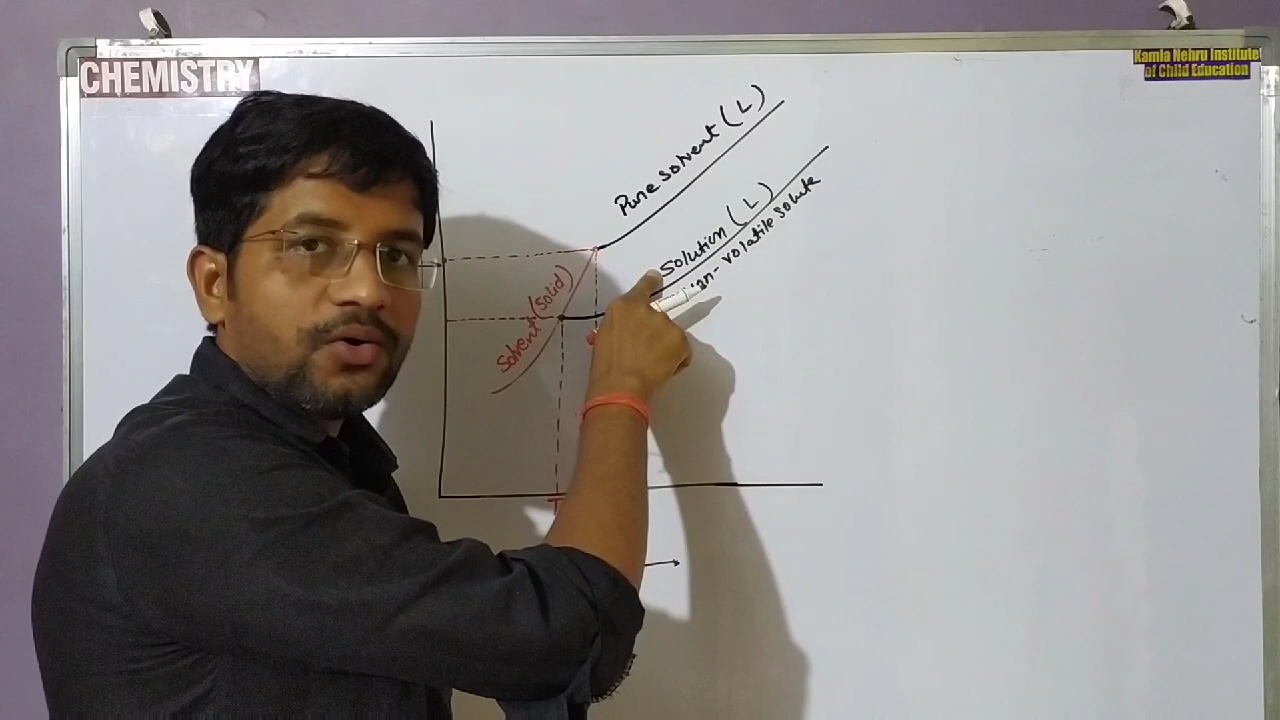 CHEMISTRY
Kamla Nehru Institute
of Child Education
Pure Solvent (L)
Solution (L)
volatile solute
Solvent (Solid)
T